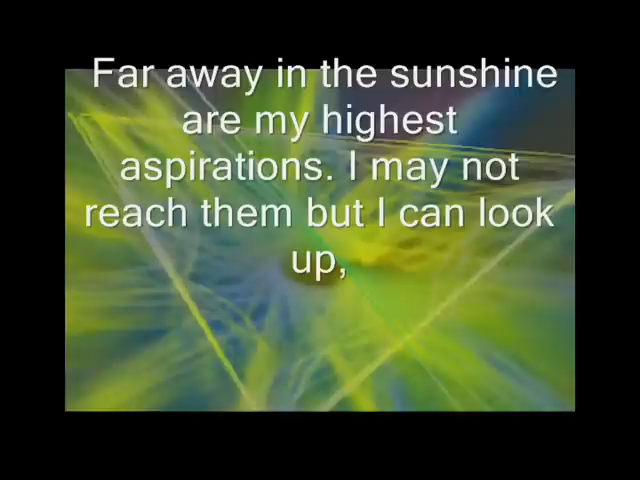 Far away in the sunshine
are my highest
aspirations. I may not
reach them but I can look
up,